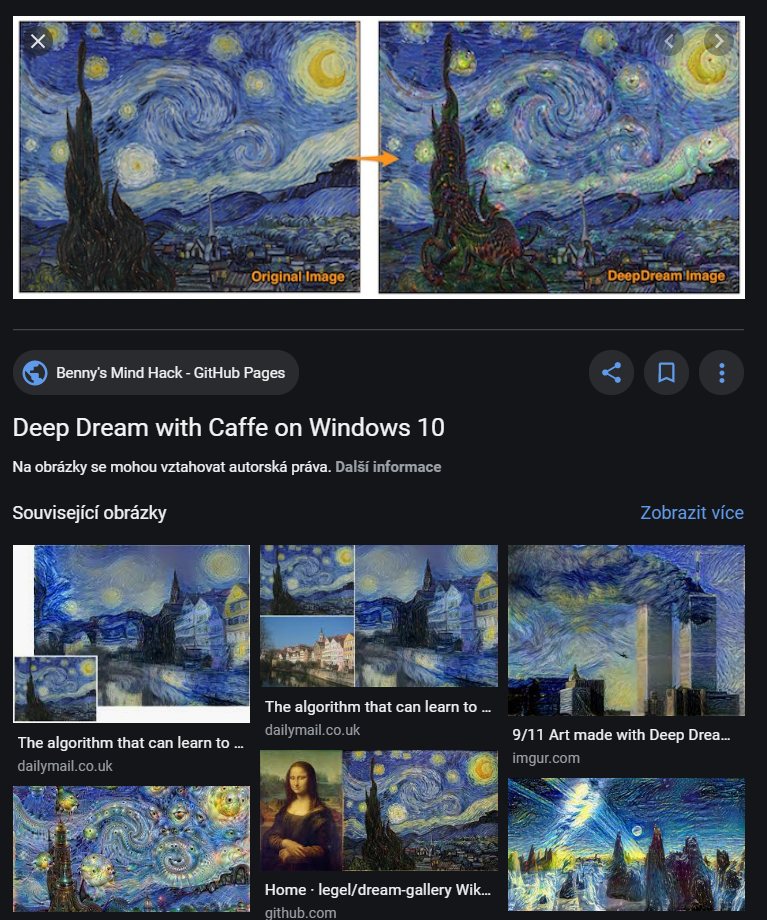 Original Image
DeepDream Image
Benny's Mind Hack - GitHub Pages
Deep Dream with Caffe on Windows 10
Na obrázky se mohou vztahovat autorská práva. Další informace
Související obrázky
Zobrazit více
The algorithm that can learn to ...
dailymail.co.uk
The algorithm that can learn to ...
dailymail.co.uk
9/11 Art made with Deep Drea...
imgur.com
Home · legel/dream-gallery Wik...
github.com